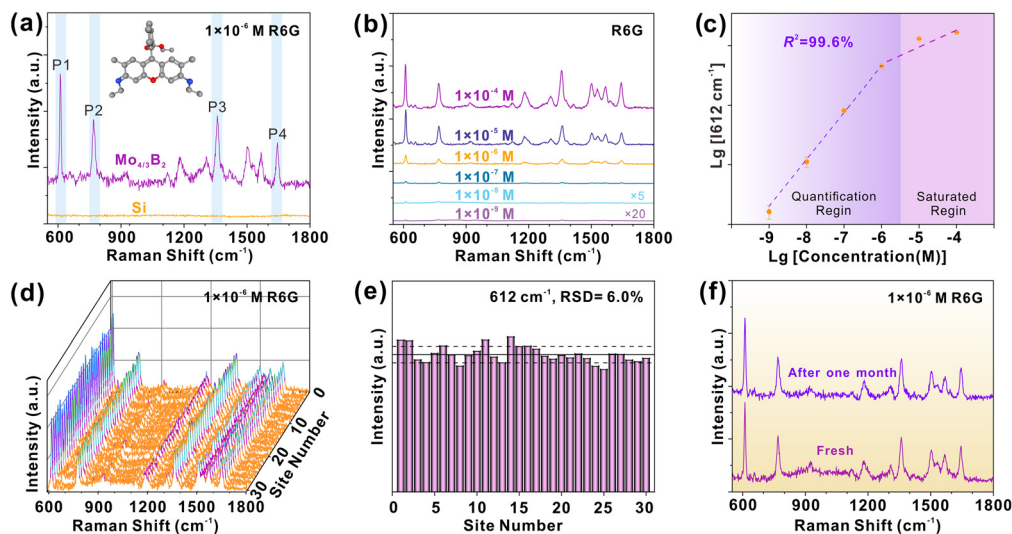 (a)
1×10⁻⁶ M R6G
P1
P2
P3
P4
Mo₄/₃B₂
Si
Intensity (a.u.)
600 900 1200 1500 1800
Raman Shift (cm⁻¹)
(b)
R6G
1×10⁻⁴ M
1×10⁻⁵ M
1×10⁻⁶ M
1×10⁻⁷ M
1×10⁻⁸ M ×5
1×10⁻⁹ M ×20
Intensity (a.u.)
600 900 1200 1500 1800
Raman Shift (cm⁻¹)
(c)
R²=99.6%
Lg [I612 cm⁻¹]
Quantification
Regin
Saturated
Regin
-9 -8 -7 -6 -5 -4
Lg [Concentration(M)]
(d)
1×10⁻⁶ M R6G
Intensity (a.u.)
600 900 1200 1500 1800
Raman Shift (cm⁻¹)
0
10
20
30
Site Number
(e)
612 cm⁻¹, RSD= 6.0%
Intensity (a.u.)
0 5 10 15 20 25 30
Site Number
(f)
1×10⁻⁶ M R6G
After one month
Fresh
Intensity (a.u.)
600 900 1200 1500 1800
Raman Shift (cm⁻¹)